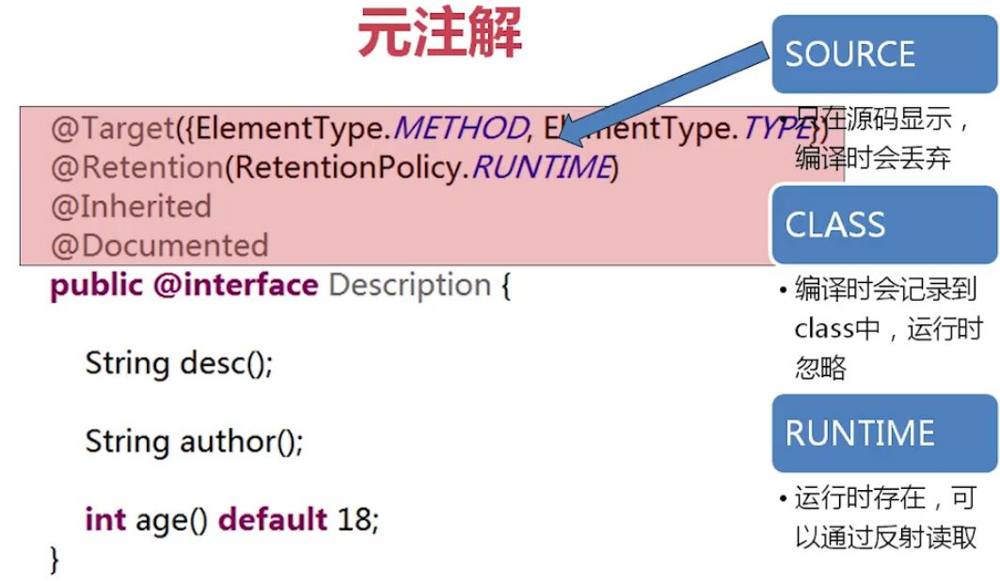 元注解
@Target({ElementType.METHOD, ElementType.TYPE})
@Retention(RetentionPolicy.RUNTIME)
@Inherited
@Documented
public @interface Description {
String desc();
String author();
int age() default 18;
}
SOURCE
• 只在源码显示，
编译时会丢弃
CLASS
• 编译时会记录到
class中，运行时
忽略
RUNTIME
• 运行时存在，可
以通过反射读取